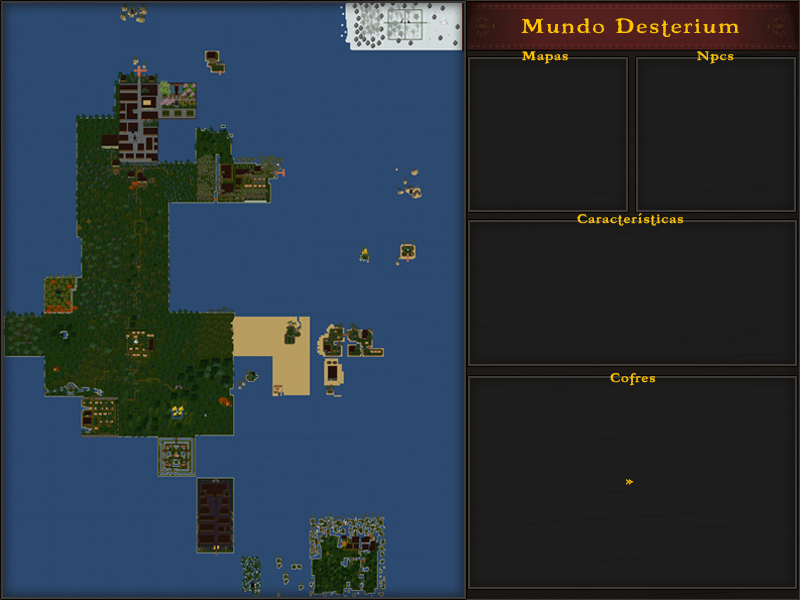 Mundo Desterium
Mapas
Npcs
Características
Cofres
»